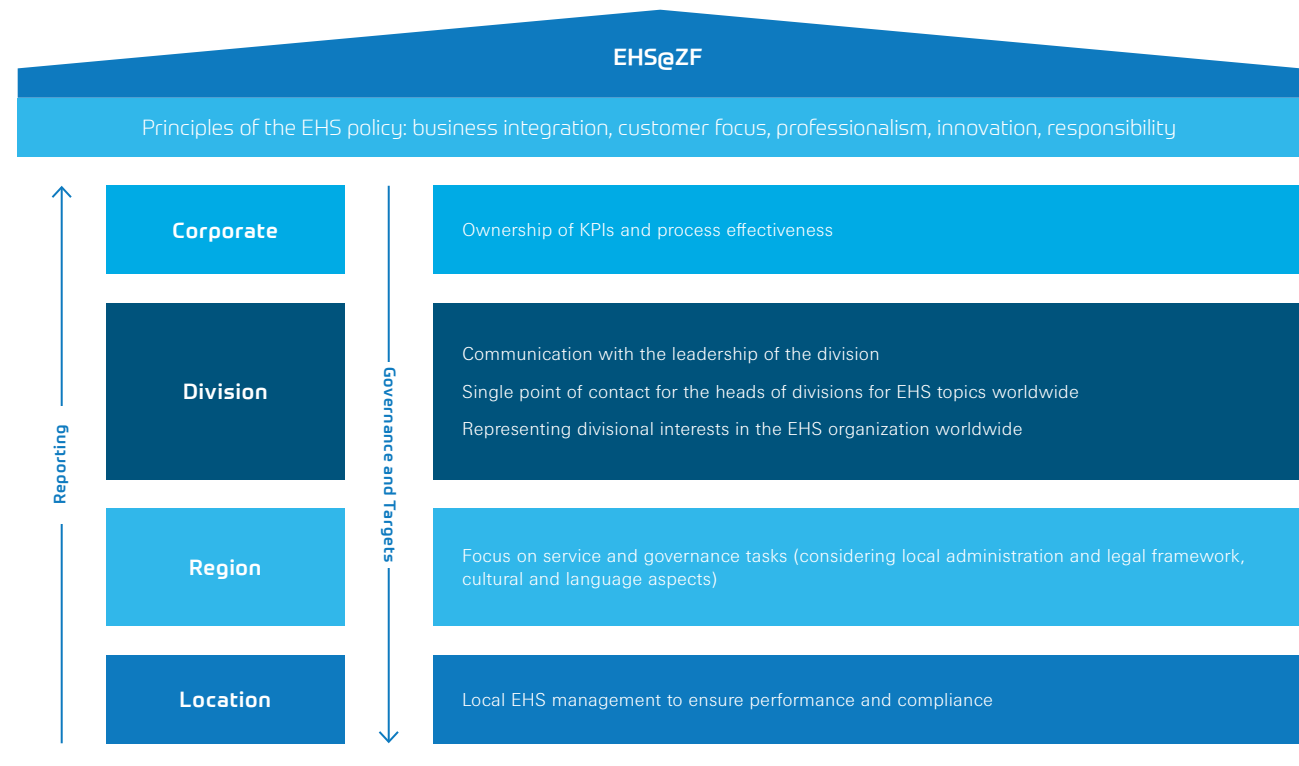 EHS@ZF
Principles of the EHS policy: business integration, customer focus, professionalism, innovation, responsibility
Reporting
Corporate
Governance and Targets
Ownership of KPIs and process effectiveness
Division
Communication with the leadership of the division
Single point of contact for the heads of divisions for EHS topics worldwide
Representing divisional interests in the EHS organization worldwide
Region
Focus on service and governance tasks (considering local administration and legal framework,
cultural and language aspects)
Location
Local EHS management to ensure performance and compliance